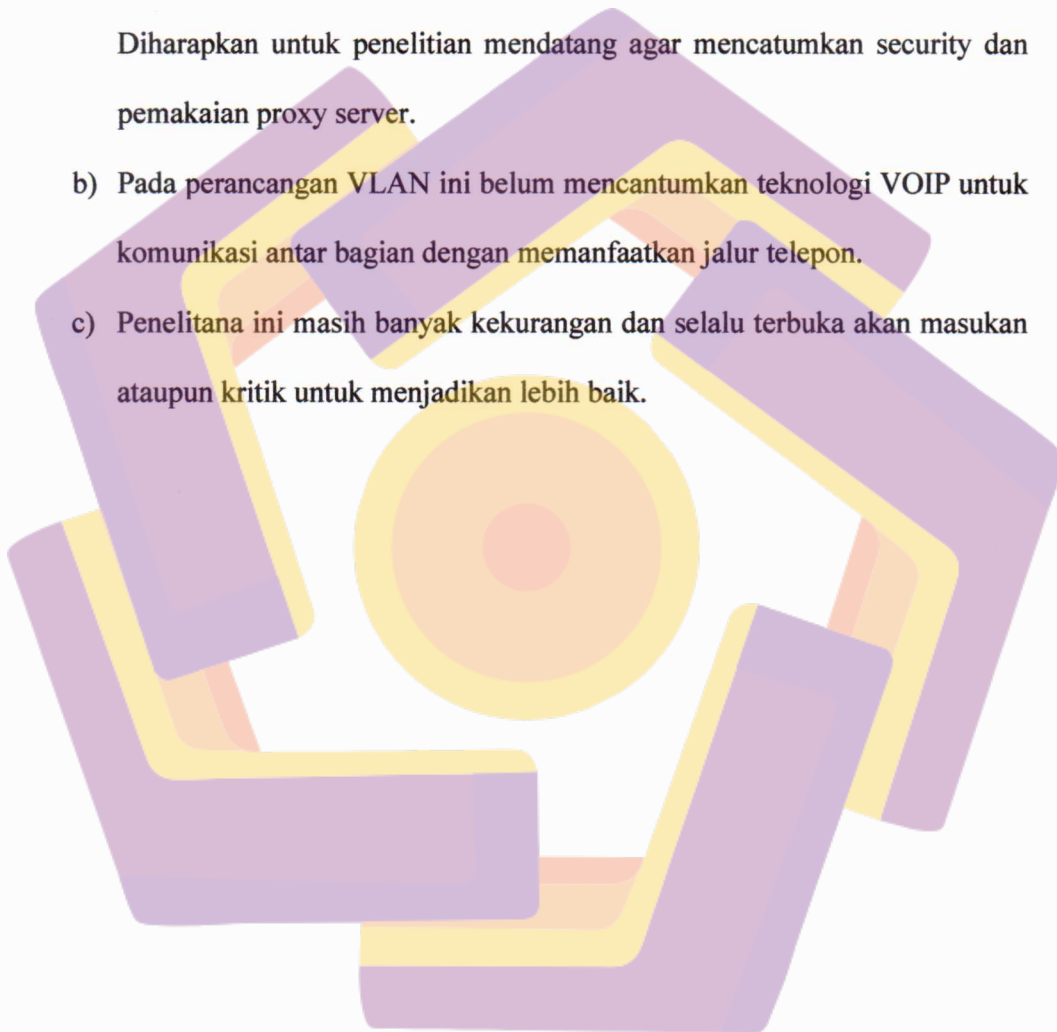 Diharapkan untuk penelitian mendatang agar mencatumkan security dan
pemakaian proxy server.
b) Pada perancangan VLAN ini belum mencantumkan teknologi VOIP untuk
komunikasi antar bagian dengan memanfaatkan jalur telepon.
c) Penelitana ini masih banyak kekurangan dan selalu terbuka akan masukan
ataupun kritik untuk menjadikan lebih baik.